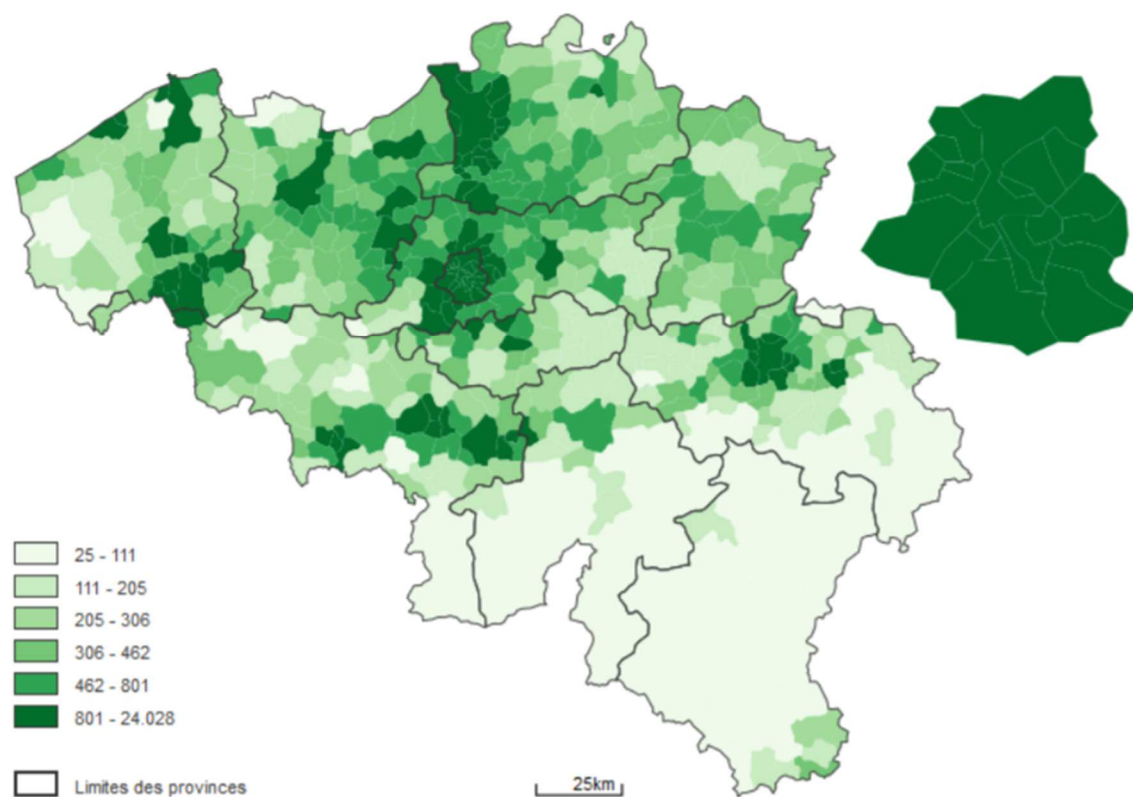 25 - 111
111 - 205
205 - 306
306 - 462
462 - 801
801 - 24.028
Limites des provinces
25km